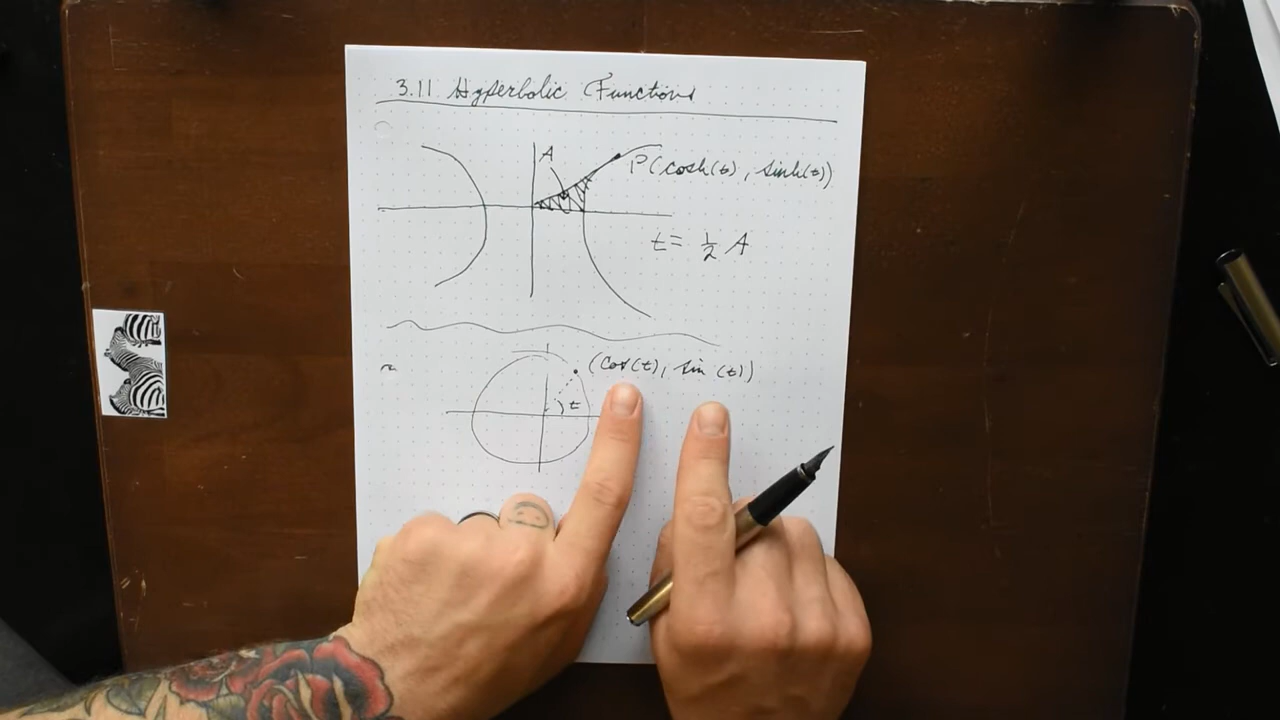 3.11 Hyperbolic Functions
A
P(cosh(t), sinh(t))
t = ½ A
(cos(t), sin(t))
t